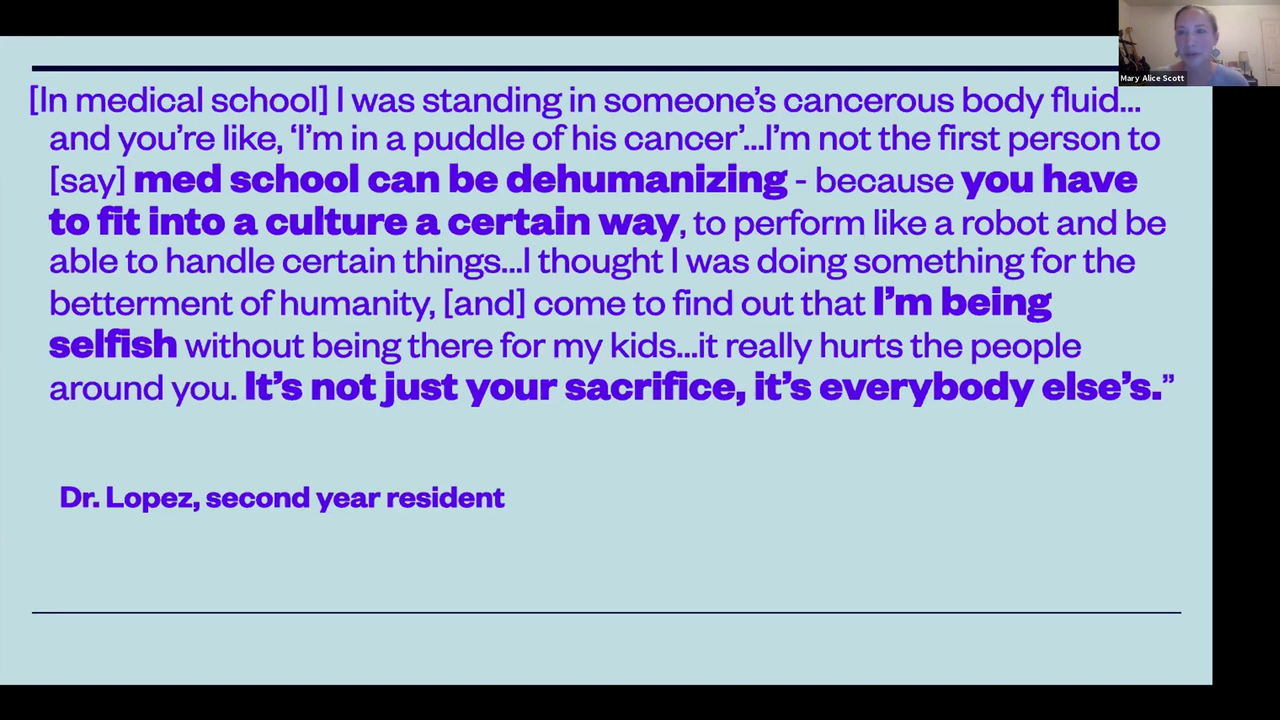 Mary Alice Scott
[In medical school] I was standing in someone’s cancerous body fluid...
and you’re like, ‘I’m in a puddle of his cancer’...I’m not the first person to
[say] med school can be dehumanizing - because you have
to fit into a culture a certain way, to perform like a robot and be
able to handle certain things...I thought I was doing something for the
betterment of humanity, [and] come to find out that I’m being
selfish without being there for my kids...it really hurts the people
around you. It’s not just your sacrifice, it’s everybody else’s.”
Dr. Lopez, second year resident